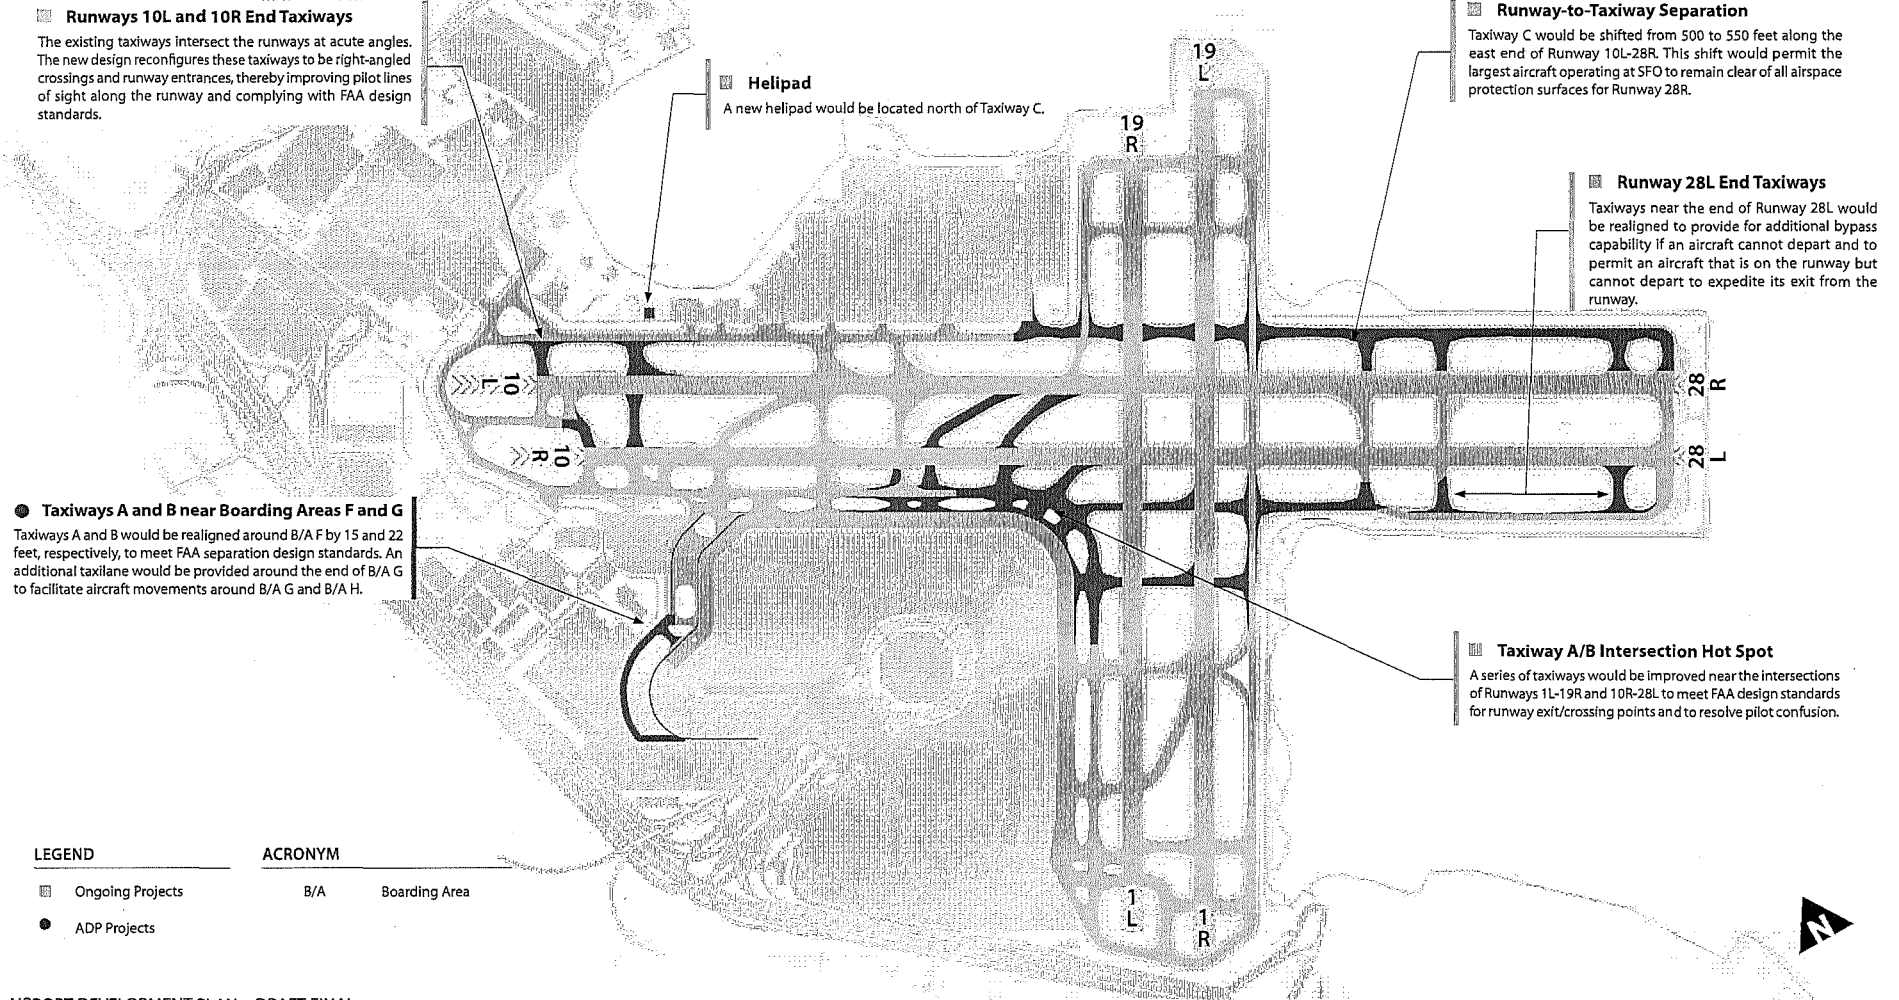 Runways 10L and 10R End Taxiways
The existing taxiways intersect the runways at acute angles.
The new design reconfigures these taxiways to be right-angled
crossings and runway entrances, thereby improving pilot lines
of sight along the runway and complying with FAA design
standards.
Helipad
A new helipad would be located north of Taxiway C.
Runway-to-Taxiway Separation
Taxiway C would be shifted from 500 to 550 feet along the
east end of Runway 10L-28R. This shift would permit the
largest aircraft operating at SFO to remain clear of all airspace
protection surfaces for Runway 28R.
Runway 28L End Taxiways
Taxiways near the end of Runway 28L would
be realigned to provide for additional bypass
capability if an aircraft cannot depart and to
permit an aircraft that is on the runway but
cannot depart to expedite its exit from the
runway.
19
L
19
R
10
L
10
R
28
R
28
L
Taxiways A and B near Boarding Areas F and G
Taxiways A and B would be realigned around B/A F by 15 and 22
feet, respectively, to meet FAA separation design standards. An
additional taxilane would be provided around the end of B/A G
to facilitate aircraft movements around B/A G and B/A H.
Taxiway A/B Intersection Hot Spot
A series of taxiways would be improved near the intersections
of Runways 1L-19R and 10R-28L to meet FAA design standards
for runway exit/crossing points and to resolve pilot confusion.
1
L
1
R
LEGEND
Ongoing Projects
ADP Projects
ACRONYM
B/A Boarding Area
N